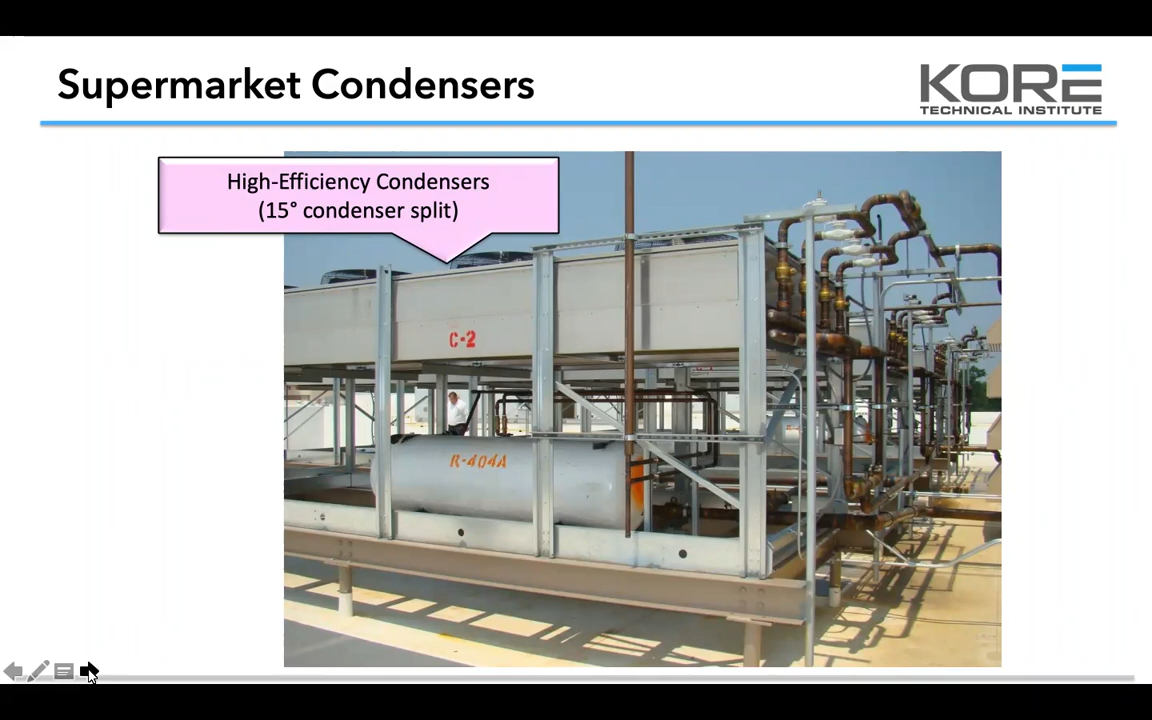 Supermarket Condensers
KORE
TECHNICAL INSTITUTE
High-Efficiency Condensers
(15° condenser split)
C-2
R-404A